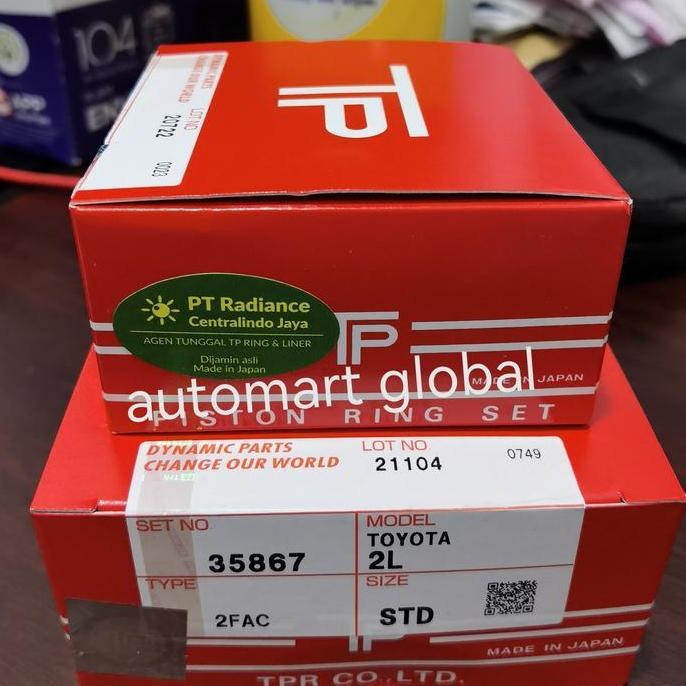 104
EN
TP
DYNAMIC PARTS
CHANGE OUR WORLD
LOT NO
20722
0023
PT Radiance
Centralindo Jaya
AGEN TUNGGAL TP RING & LINER
Dijamin asli
Made in Japan
TP
MADE IN JAPAN
automart global
PISTON RING SET
DYNAMIC PARTS
CHANGE OUR WORLD
LOT NO
21104
0749
SET NO
35867
MODEL
TOYOTA
2L
TYPE
2FAC
SIZE
STD
TP
MADE IN JAPAN
TPR CO., LTD.